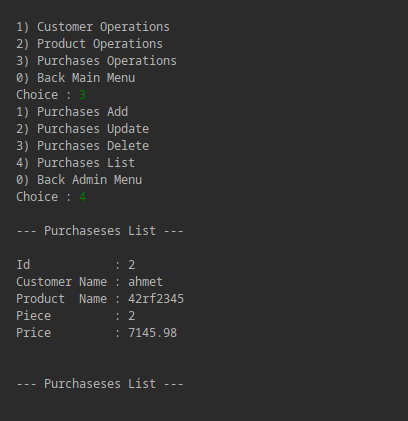 1) Customer Operations
2) Product Operations
3) Purchases Operations
0) Back Main Menu
Choice : 3
1) Purchases Add
2) Purchases Update
3) Purchases Delete
4) Purchases List
0) Back Admin Menu
Choice : 4
--- Purchaseses List ---
Id            : 2
Customer Name : ahmet
Product  Name : 42rf2345
Piece         : 2
Price         : 7145.98
--- Purchaseses List ---